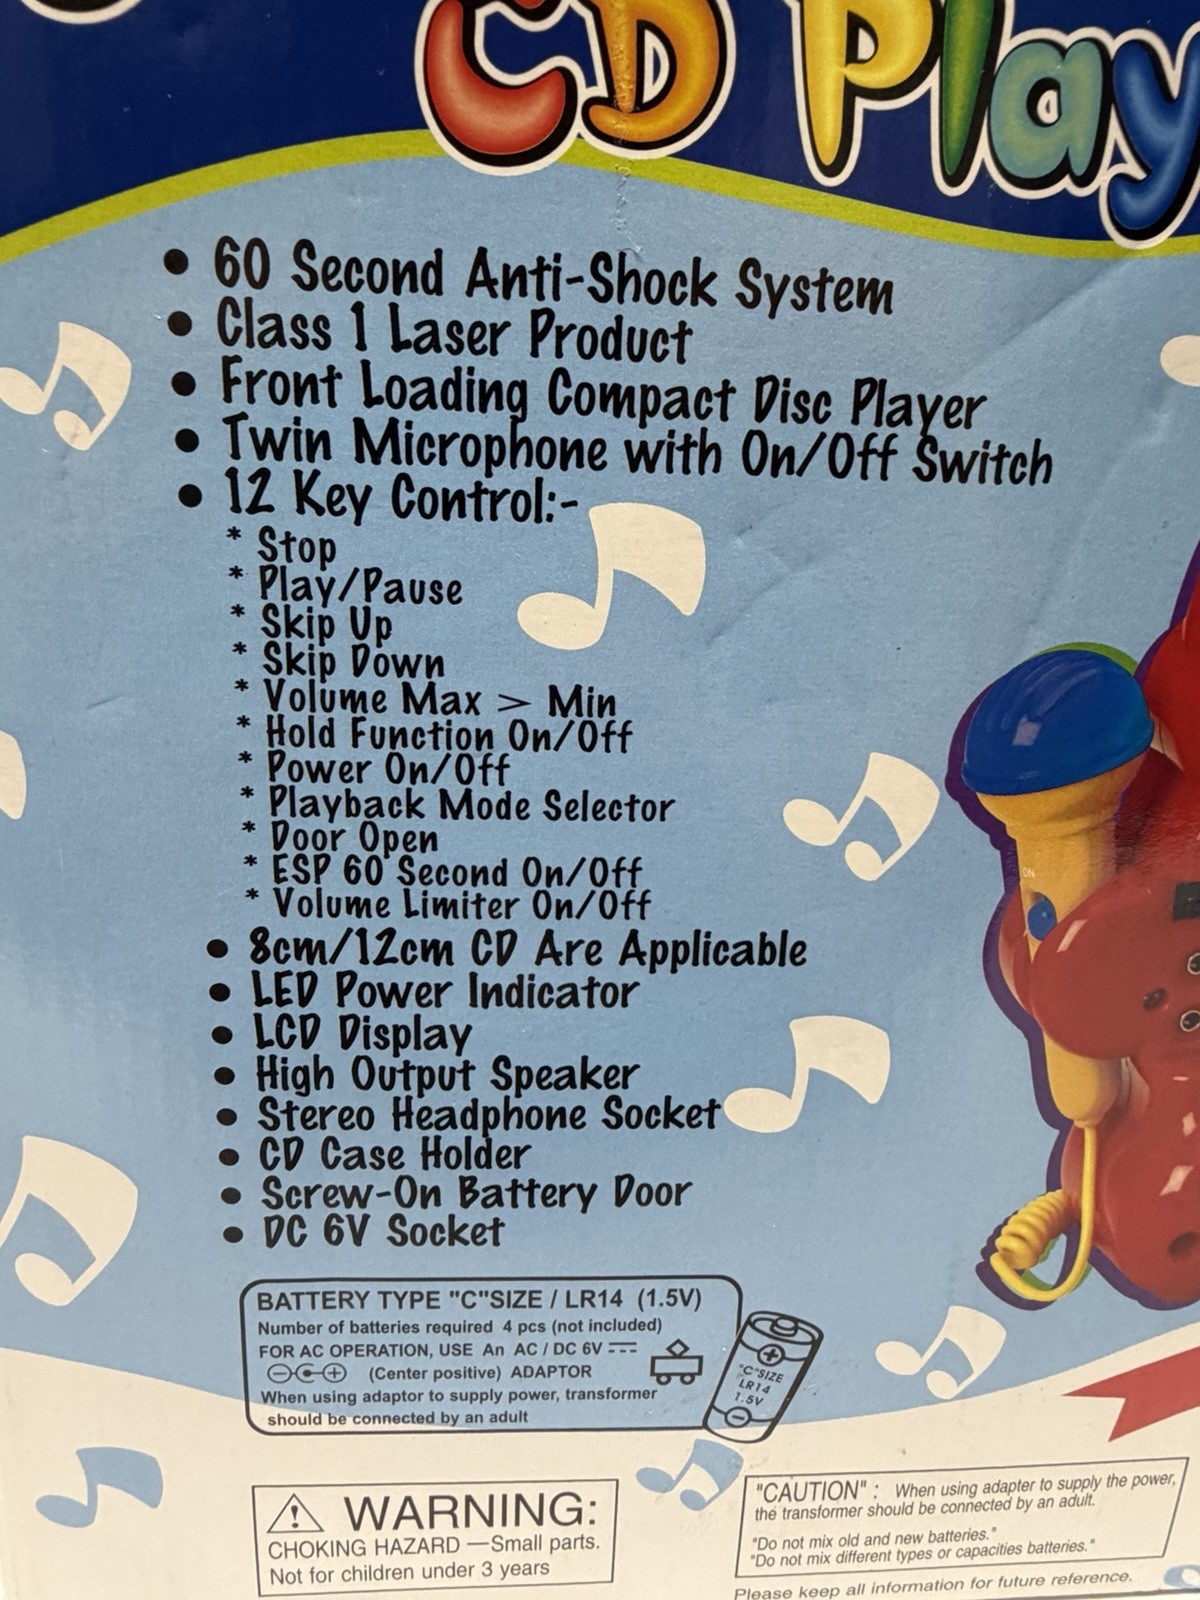 CD Play
• 60 Second Anti-Shock System
• Class 1 Laser Product
• Front Loading Compact Disc Player
• Twin Microphone with On/Off Switch
• 12 Key Control:-
* Stop
* Play/Pause
* Skip Up
* Skip Down
* Volume Max > Min
* Hold Function On/Off
* Power On/Off
* Playback Mode Selector
* Door Open
* ESP 60 Second On/Off
* Volume Limiter On/Off
• 8cm/12cm CD Are Applicable
• LED Power Indicator
• LCD Display
• High Output Speaker
• Stereo Headphone Socket
• CD Case Holder
• Screw-On Battery Door
• DC 6V Socket
ON
BATTERY TYPE "C"SIZE / LR14 (1.5V)
Number of batteries required 4 pcs (not included)
FOR AC OPERATION, USE An AC / DC 6V
(Center positive) ADAPTOR
When using adaptor to supply power, transformer
should be connected by an adult
"C"SIZE
LR14
1.5V
WARNING:
CHOKING HAZARD —Small parts.
Not for children under 3 years
"CAUTION" : When using adapter to supply the power,
the transformer should be connected by an adult.
"Do not mix old and new batteries."
"Do not mix different types or capacities batteries."
Please keep all information for future reference.